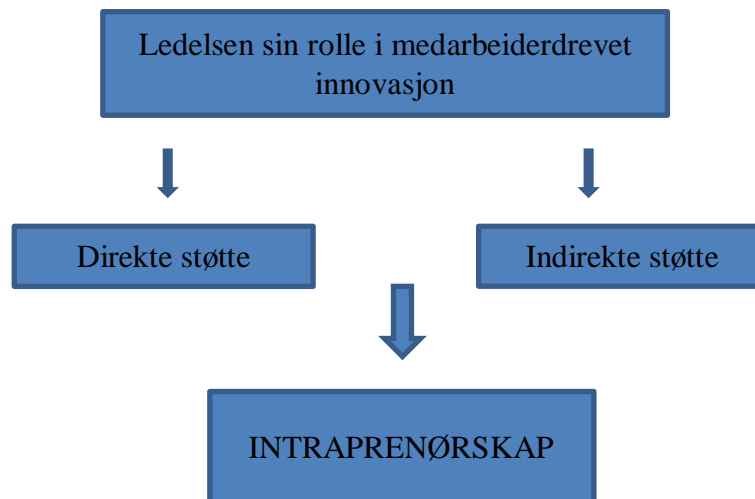 Ledelsen sin rolle i medarbeiderdrevet
innovasjon
Direkte støtte
Indirekte støtte
INTRAPRENØRSKAP